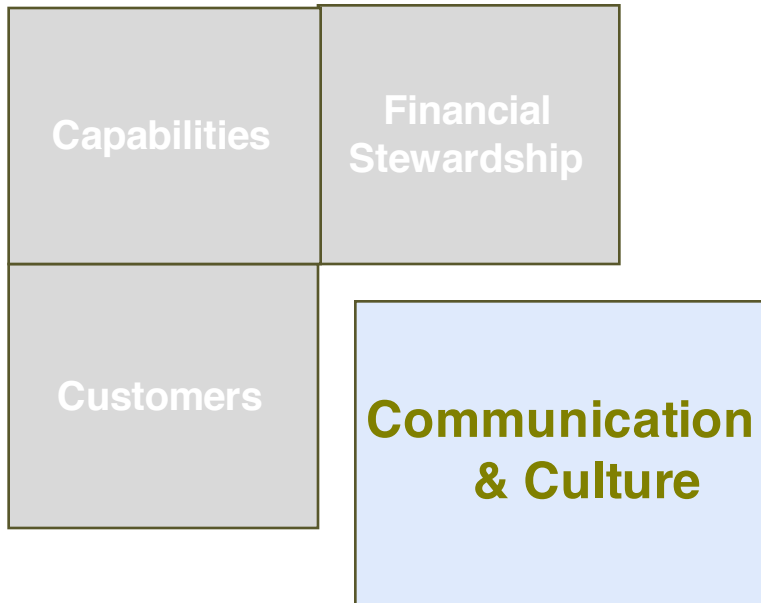 Capabilities
Financial
Stewardship
Customers
Communication
& Culture